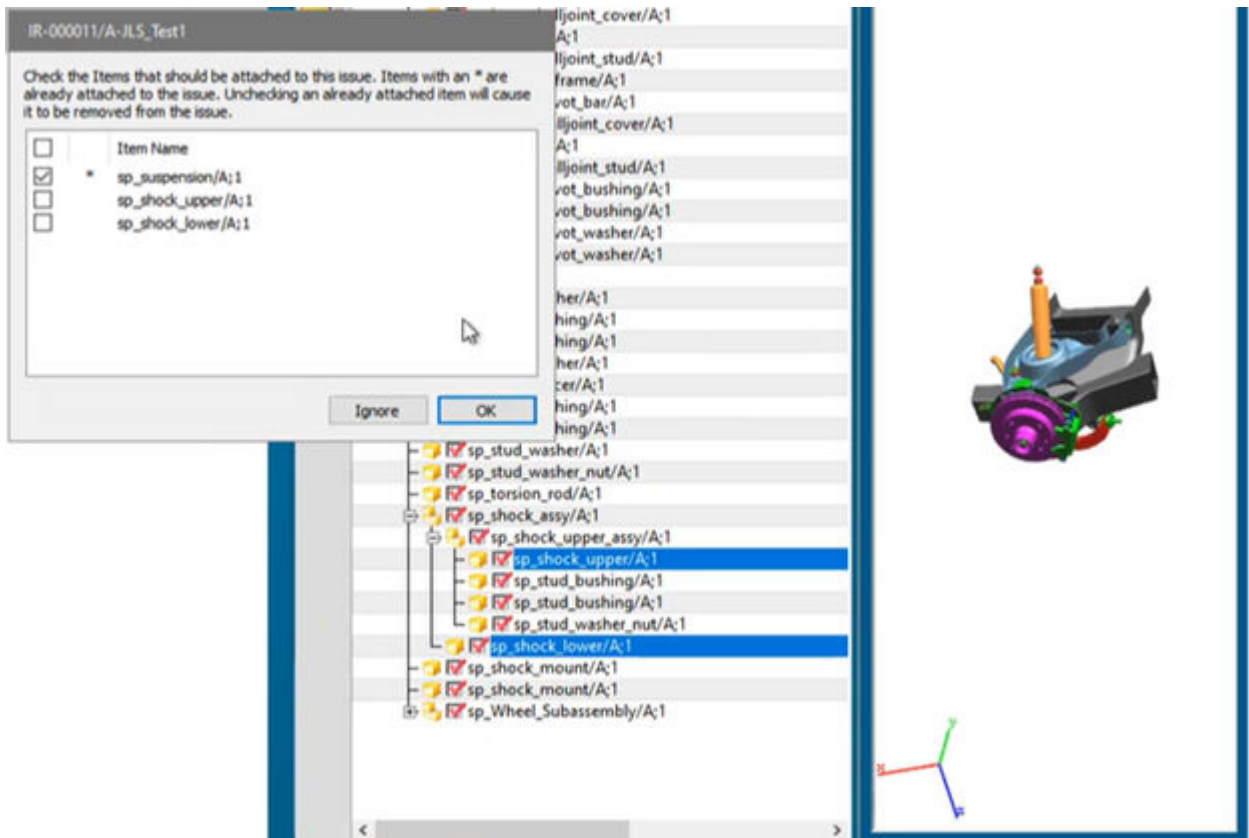 IR-000011/A-JLS_Test1
Check the Items that should be attached to this issue. Items with an * are
already attached to the issue. Unchecking an already attached item will cause
it to be removed from the issue.
Item Name
* sp_suspension/A;1
sp_shock_upper/A;1
sp_shock_lower/A;1
Ignore
OK
lljoint_cover/A;1
A;1
lljoint_stud/A;1
frame/A;1
vot_bar/A;1
lljoint_cover/A;1
A;1
lljoint_stud/A;1
vot_bushing/A;1
vot_bushing/A;1
vot_washer/A;1
vot_washer/A;1
her/A;1
hing/A;1
hing/A;1
her/A;1
cer/A;1
hing/A;1
hing/A;1
sp_stud_washer/A;1
sp_stud_washer_nut/A;1
sp_torsion_rod/A;1
sp_shock_assy/A;1
sp_shock_upper_assy/A;1
sp_shock_upper/A;1
sp_stud_bushing/A;1
sp_stud_bushing/A;1
sp_stud_washer_nut/A;1
sp_shock_lower/A;1
sp_shock_mount/A;1
sp_shock_mount/A;1
sp_Wheel_Subassembly/A;1